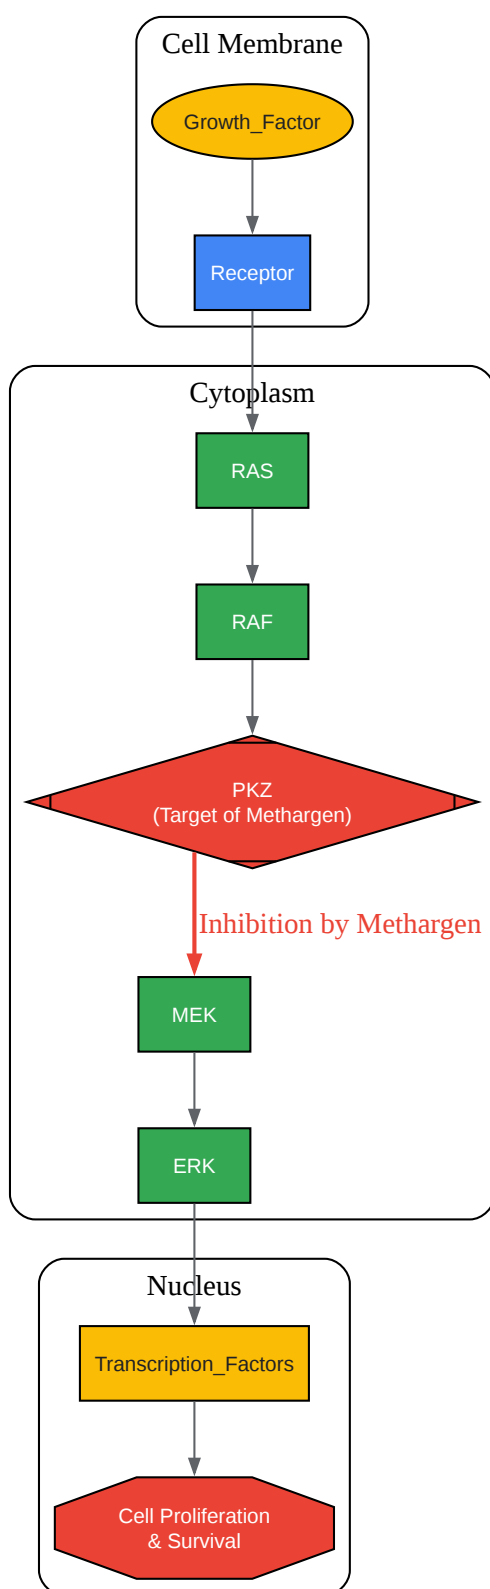 Cell Membrane
Growth_Factor
Receptor
Cytoplasm
RAS
RAF
PKZ
(Target of Methargen)
Inhibition by Methargen
MEK
ERK
Nucleus
Transcription_Factors
Cell Proliferation
& Survival